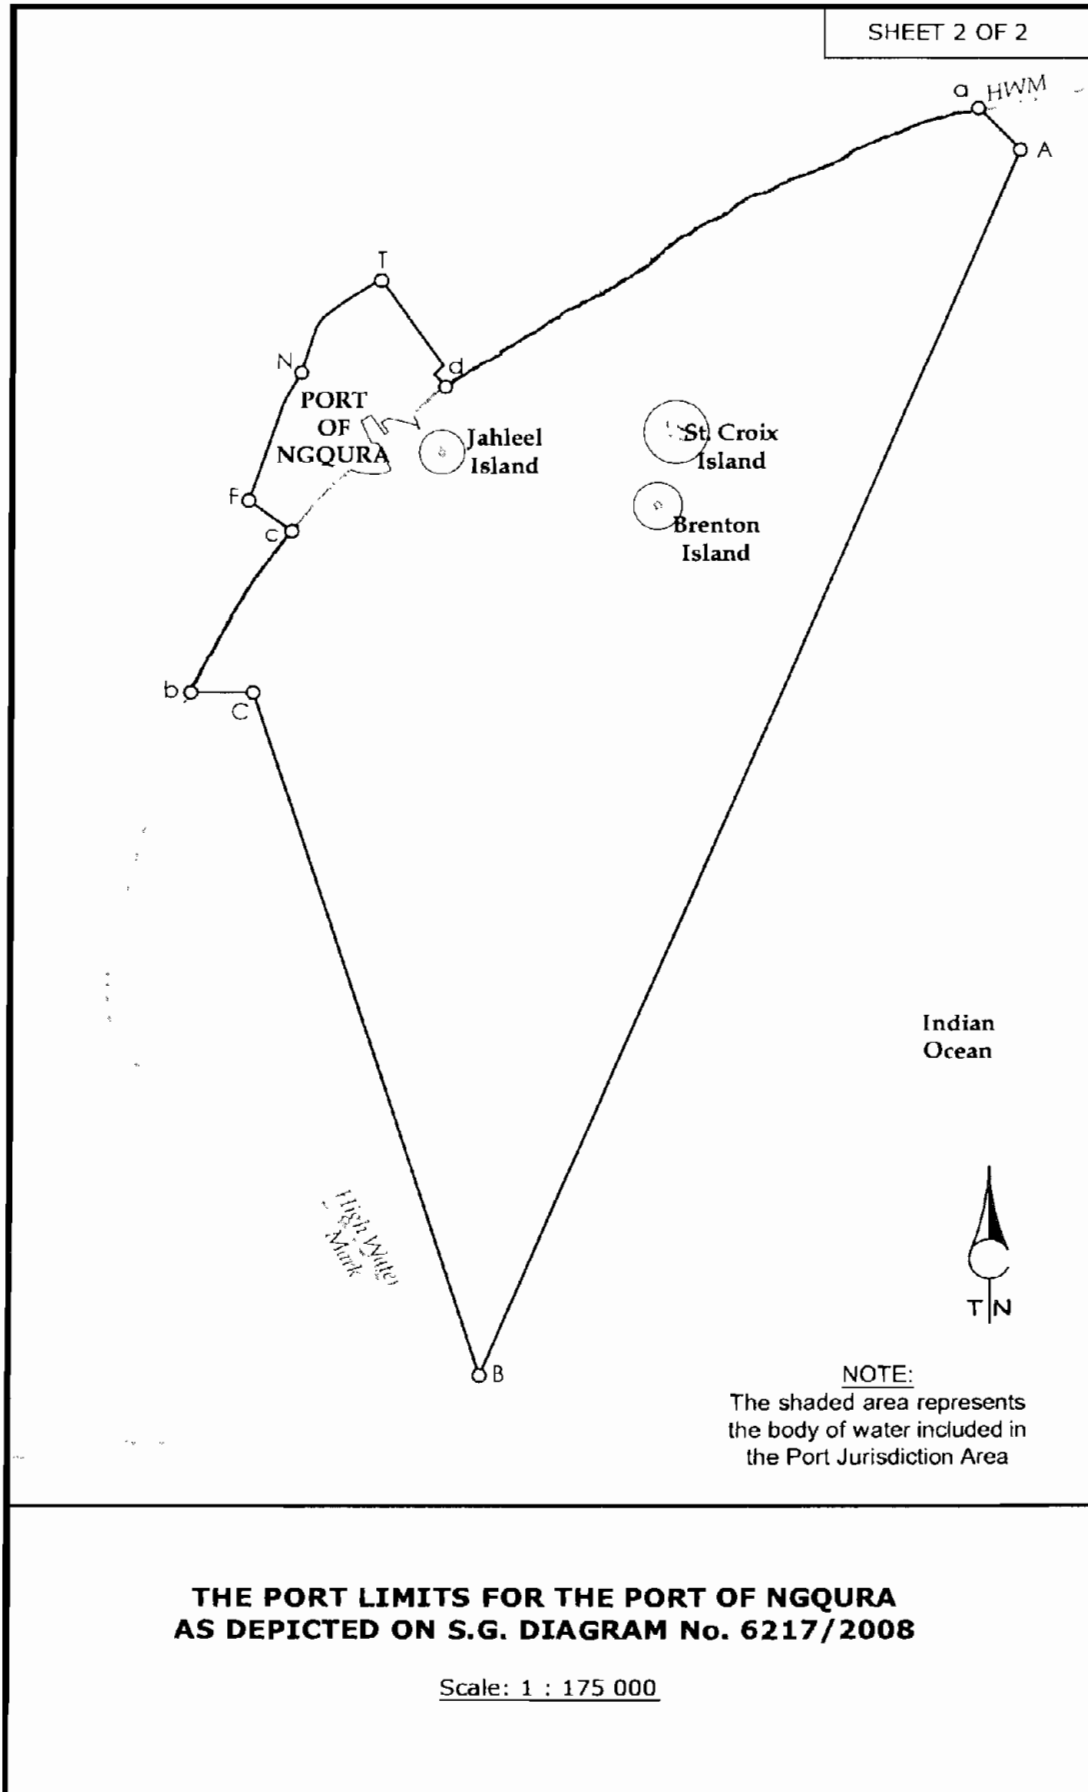 SHEET 2 OF 2
a HWM
A
T
N
d
PORT
OF
NGQURA
Jahleel
Island
St. Croix
Island
F
c
Brenton
Island
b
C
Indian
Ocean
High Water
Mark
T N
B
NOTE:
The shaded area represents
the body of water included in
the Port Jurisdiction Area
THE PORT LIMITS FOR THE PORT OF NGQURA
AS DEPICTED ON S.G. DIAGRAM No. 6217/2008
Scale: 1 : 175 000